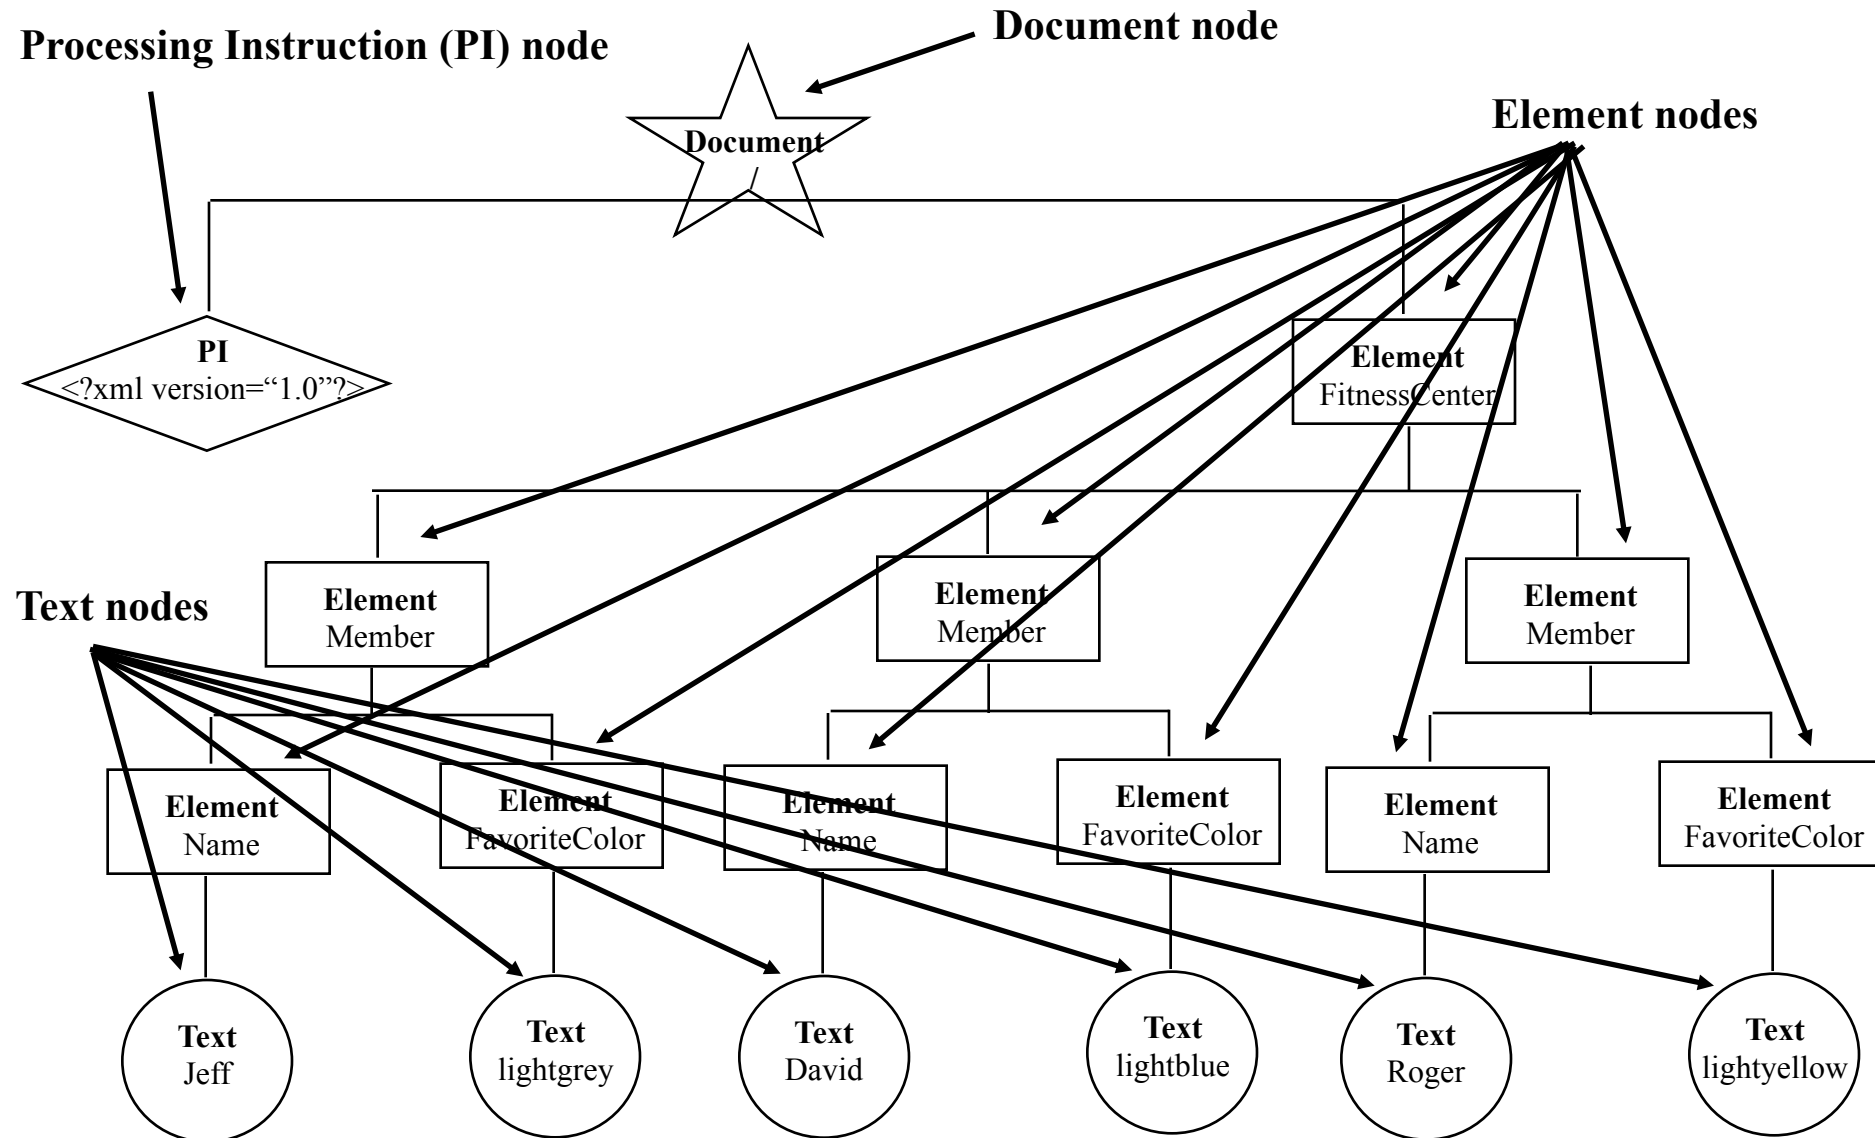 Processing Instruction (PI) node
Document node
Element nodes
Document
/
PI
<?xml version=“1.0”?>
Element
FitnessCenter
Text nodes
Element
Member
Element
Member
Element
Member
Element
Name
Element
FavoriteColor
Element
Name
Element
FavoriteColor
Element
Name
Element
FavoriteColor
Text
Jeff
Text
lightgrey
Text
David
Text
lightblue
Text
Roger
Text
lightyellow